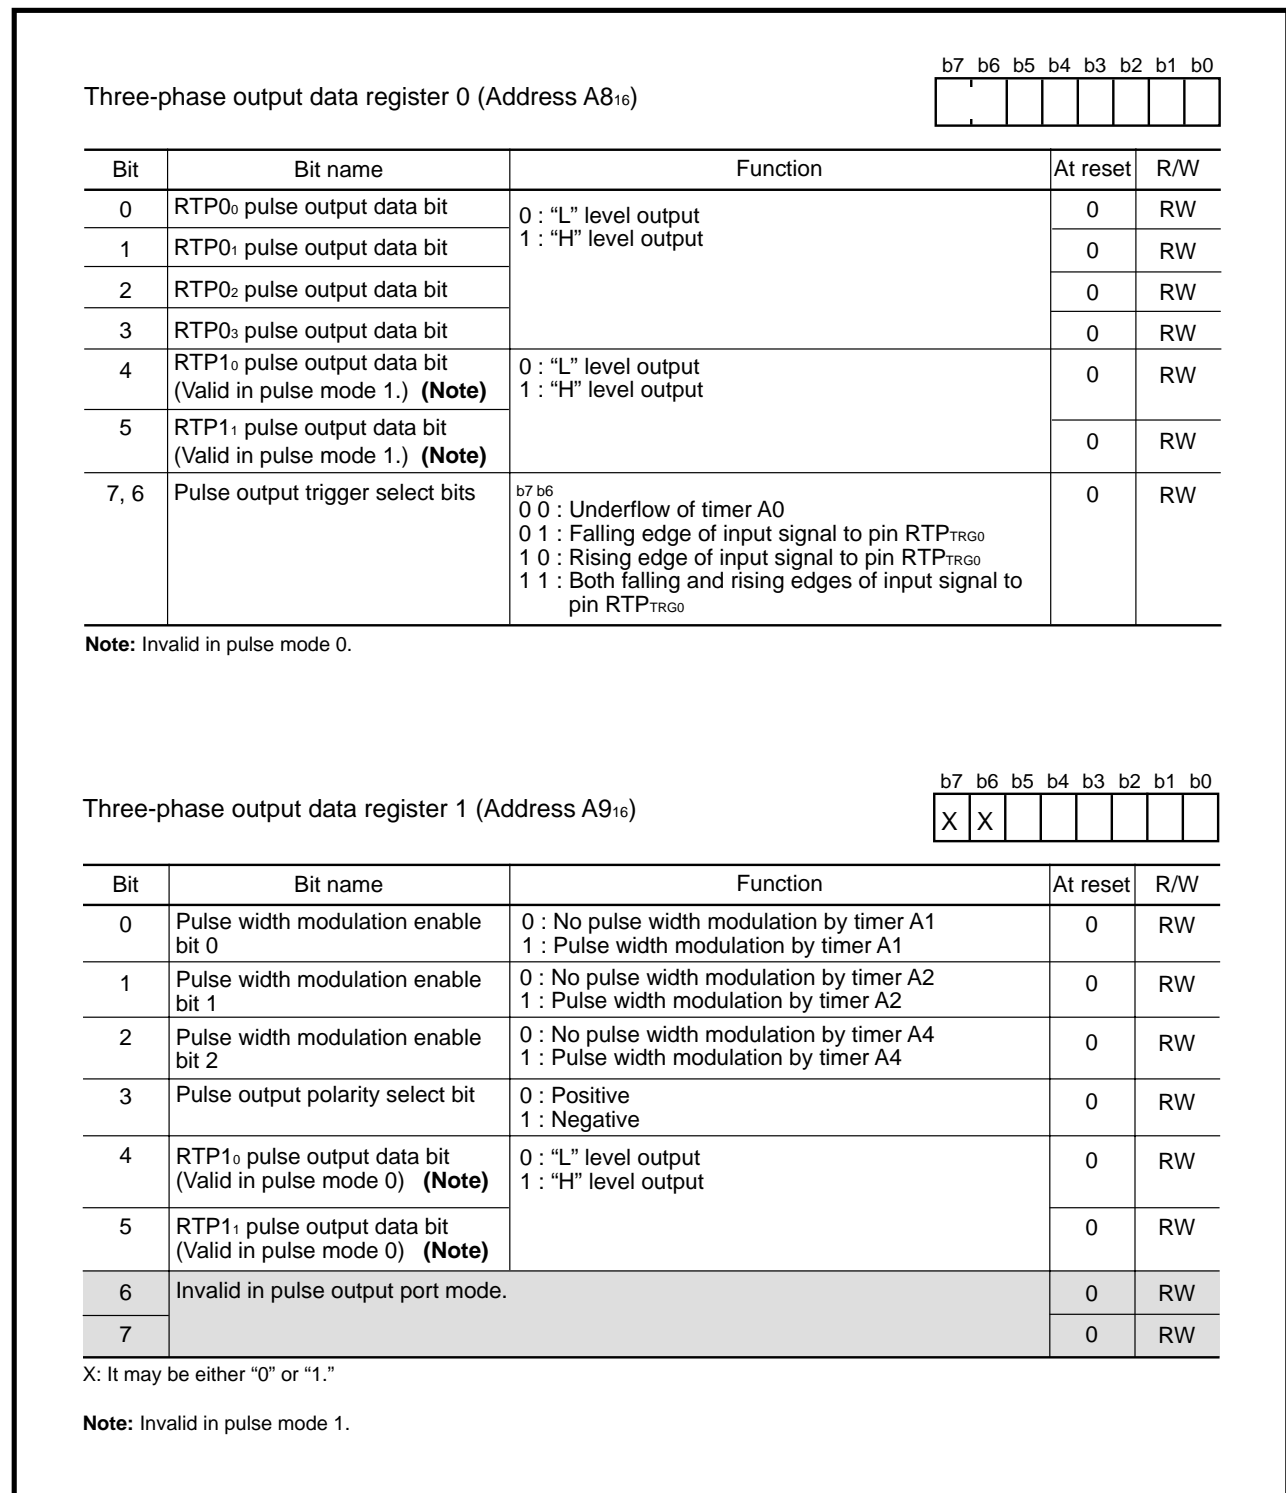 b7 b6 b5 b4 b3 b2 b1 b0
Three-phase output data register 0 (Address A8₁₆)
Bit Bit name Function At reset R/W
0 RTP0₀ pulse output data bit 0 : “L” level output 0 RW
1 : “H” level output
1 RTP0₁ pulse output data bit 0 RW
2 RTP0₂ pulse output data bit 0 RW
3 RTP0₃ pulse output data bit 0 RW
4 RTP1₀ pulse output data bit 0 : “L” level output 0 RW
(Valid in pulse mode 1.) (Note) 1 : “H” level output
5 RTP1₁ pulse output data bit 0 RW
(Valid in pulse mode 1.) (Note)
7, 6 Pulse output trigger select bits b7 b6 0 RW
0 0 : Underflow of timer A0
0 1 : Falling edge of input signal to pin RTPTRG0
1 0 : Rising edge of input signal to pin RTPTRG0
1 1 : Both falling and rising edges of input signal to
pin RTPTRG0
Note: Invalid in pulse mode 0.
b7 b6 b5 b4 b3 b2 b1 b0
Three-phase output data register 1 (Address A9₁₆) X X
Bit Bit name Function At reset R/W
0 Pulse width modulation enable 0 : No pulse width modulation by timer A1 0 RW
bit 0 1 : Pulse width modulation by timer A1
1 Pulse width modulation enable 0 : No pulse width modulation by timer A2 0 RW
bit 1 1 : Pulse width modulation by timer A2
2 Pulse width modulation enable 0 : No pulse width modulation by timer A4 0 RW
bit 2 1 : Pulse width modulation by timer A4
3 Pulse output polarity select bit 0 : Positive 0 RW
1 : Negative
4 RTP1₀ pulse output data bit 0 : “L” level output 0 RW
(Valid in pulse mode 0) (Note) 1 : “H” level output
5 RTP1₁ pulse output data bit 0 RW
(Valid in pulse mode 0) (Note)
6 Invalid in pulse output port mode. 0 RW
7 0 RW
X: It may be either “0” or “1.”
Note: Invalid in pulse mode 1.